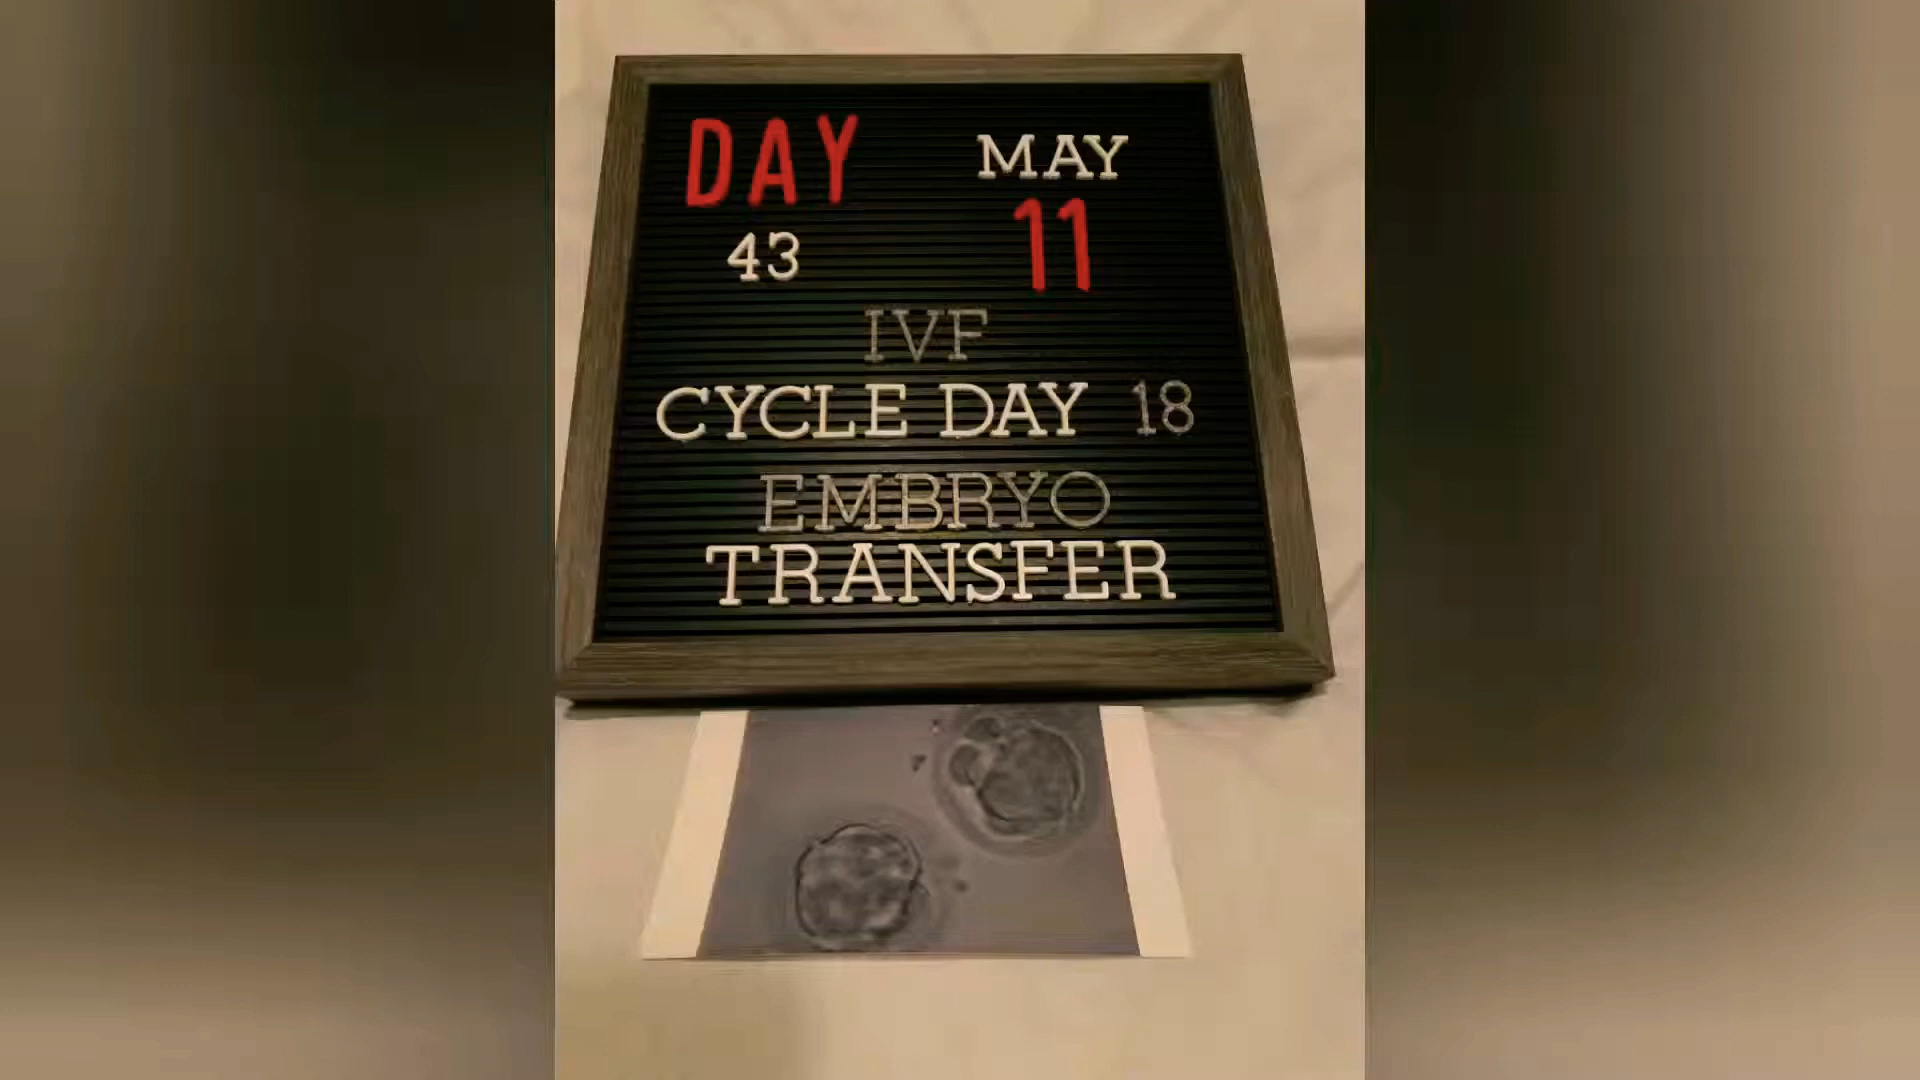 DAY MAY
43 11
IVF
CYCLE DAY 18
EMBRYO
TRANSFER